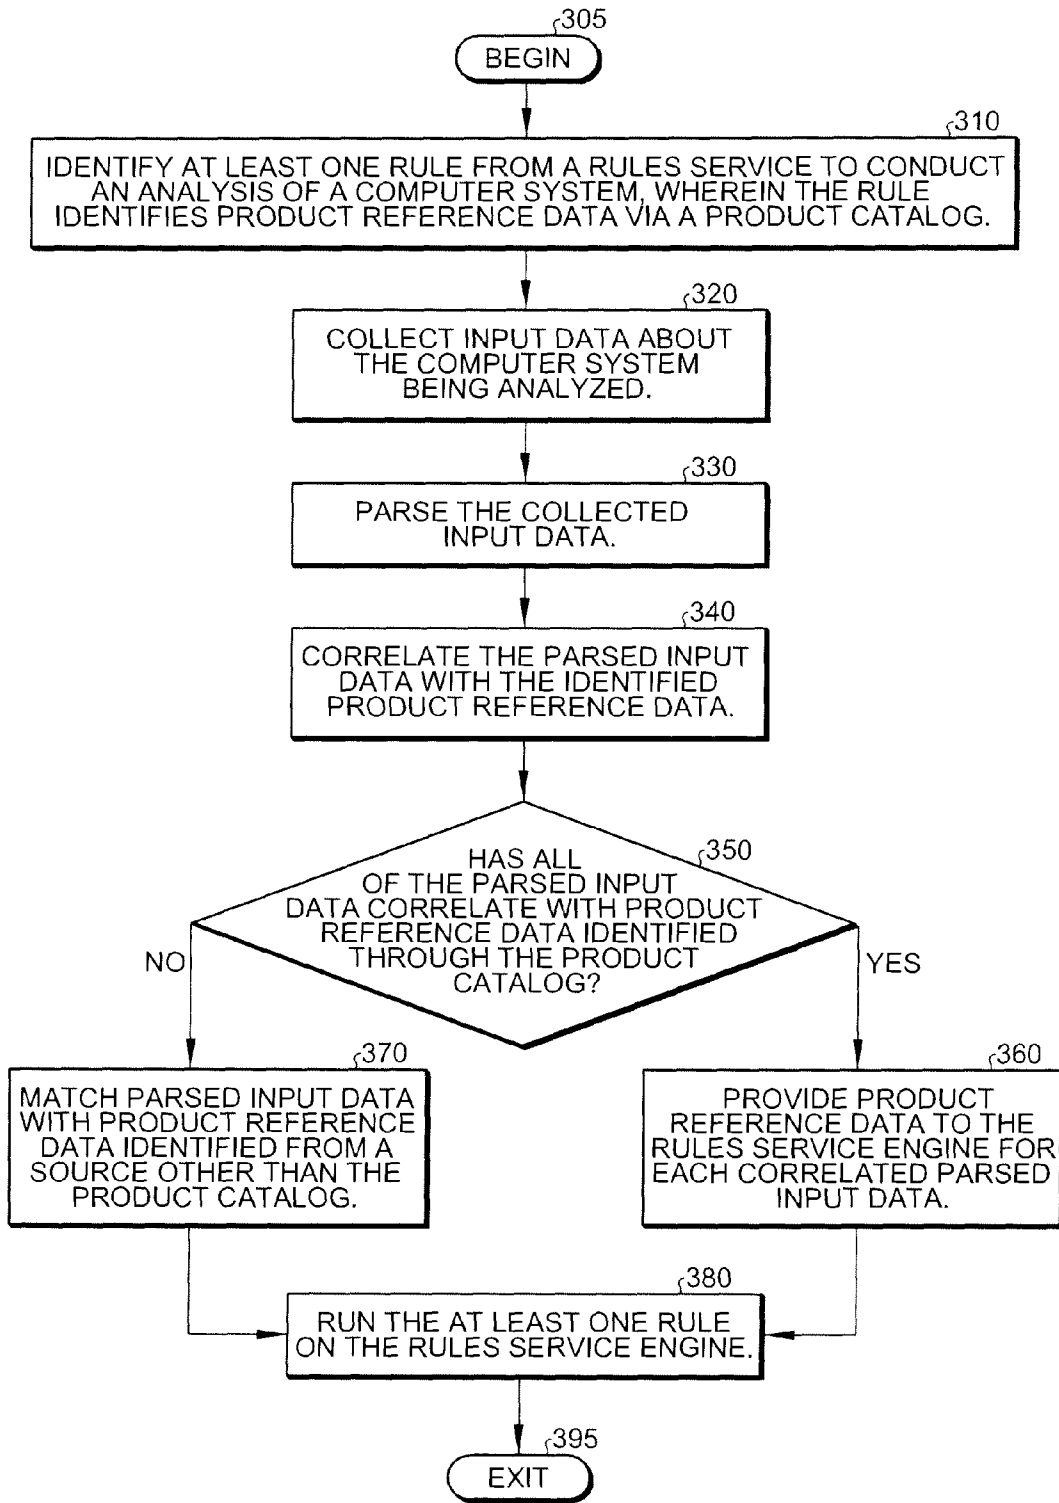 305
BEGIN
310
IDENTIFY AT LEAST ONE RULE FROM A RULES SERVICE TO CONDUCT
AN ANALYSIS OF A COMPUTER SYSTEM, WHEREIN THE RULE
IDENTIFIES PRODUCT REFERENCE DATA VIA A PRODUCT CATALOG.
320
COLLECT INPUT DATA ABOUT
THE COMPUTER SYSTEM
BEING ANALYZED.
330
PARSE THE COLLECTED
INPUT DATA.
340
CORRELATE THE PARSED INPUT
DATA WITH THE IDENTIFIED
PRODUCT REFERENCE DATA.
350
HAS ALL
OF THE PARSED INPUT
DATA CORRELATE WITH PRODUCT
REFERENCE DATA IDENTIFIED
THROUGH THE PRODUCT
CATALOG?
NO
YES
370
MATCH PARSED INPUT DATA
WITH PRODUCT REFERENCE
DATA IDENTIFIED FROM A
SOURCE OTHER THAN THE
PRODUCT CATALOG.
360
PROVIDE PRODUCT
REFERENCE DATA TO THE
RULES SERVICE ENGINE FOR
EACH CORRELATED PARSED
INPUT DATA.
380
RUN THE AT LEAST ONE RULE
ON THE RULES SERVICE ENGINE.
395
EXIT